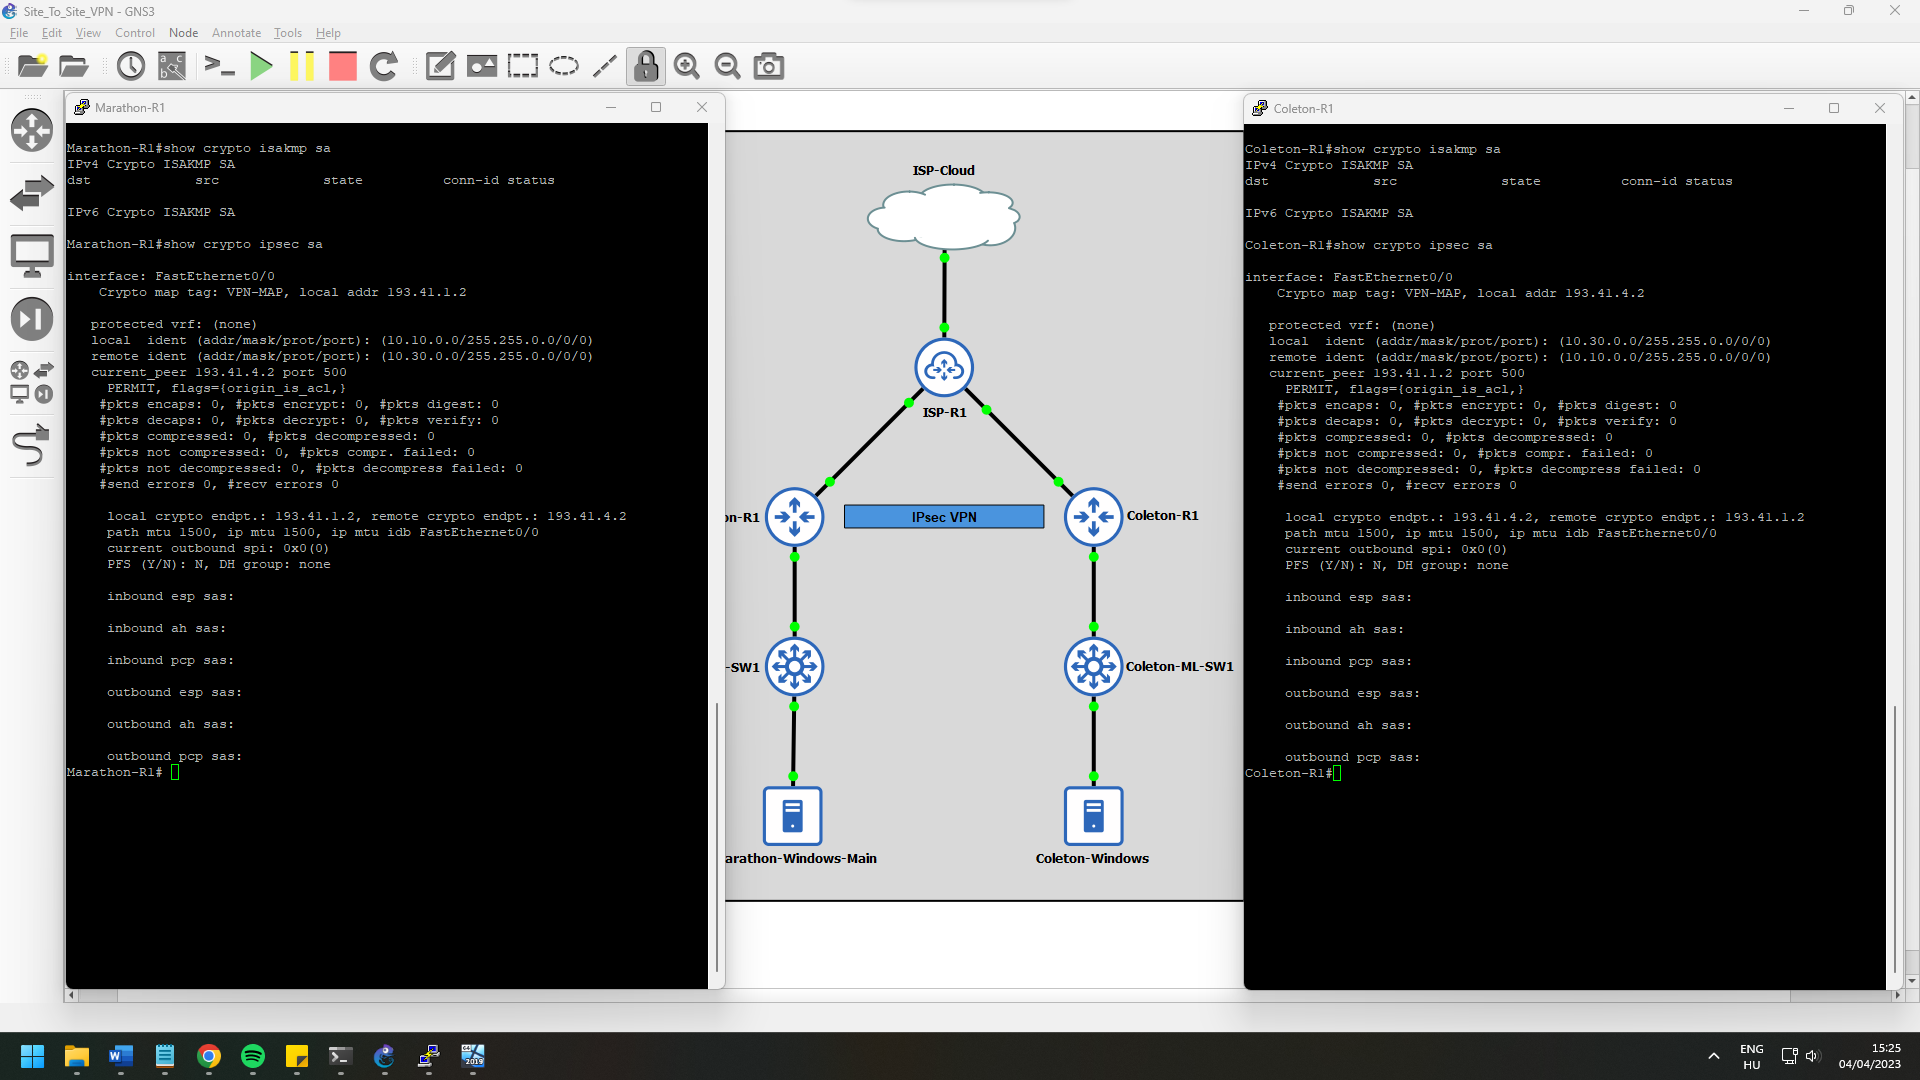 Site_To_Site_VPN - GNS3
File Edit View Control Node Annotate Tools Help
Marathon-R1
Marathon-R1#show crypto isakmp sa
IPv4 Crypto ISAKMP SA
dst src state conn-id status
IPv6 Crypto ISAKMP SA
Marathon-R1#show crypto ipsec sa
interface: FastEthernet0/0
Crypto map tag: VPN-MAP, local addr 193.41.1.2
protected vrf: (none)
local ident (addr/mask/prot/port): (10.10.0.0/255.255.0.0/0/0)
remote ident (addr/mask/prot/port): (10.30.0.0/255.255.0.0/0/0)
current_peer 193.41.4.2 port 500
PERMIT, flags={origin_is_acl,}
#pkts encaps: 0, #pkts encrypt: 0, #pkts digest: 0
#pkts decaps: 0, #pkts decrypt: 0, #pkts verify: 0
#pkts compressed: 0, #pkts decompressed: 0
#pkts not compressed: 0, #pkts compr. failed: 0
#pkts not decompressed: 0, #pkts decompress failed: 0
#send errors 0, #recv errors 0
local crypto endpt.: 193.41.1.2, remote crypto endpt.: 193.41.4.2
path mtu 1500, ip mtu 1500, ip mtu idb FastEthernet0/0
current outbound spi: 0x0(0)
PFS (Y/N): N, DH group: none
inbound esp sas:
inbound ah sas:
inbound pcp sas:
outbound esp sas:
outbound ah sas:
outbound pcp sas:
Marathon-R1#
ISP-Cloud
ISP-R1
on-R1
IPsec VPN
Coleton-R1
-SW1
Coleton-ML-SW1
arathon-Windows-Main
Coleton-Windows
Coleton-R1
Coleton-R1#show crypto isakmp sa
IPv4 Crypto ISAKMP SA
dst src state conn-id status
IPv6 Crypto ISAKMP SA
Coleton-R1#show crypto ipsec sa
interface: FastEthernet0/0
Crypto map tag: VPN-MAP, local addr 193.41.4.2
protected vrf: (none)
local ident (addr/mask/prot/port): (10.30.0.0/255.255.0.0/0/0)
remote ident (addr/mask/prot/port): (10.10.0.0/255.255.0.0/0/0)
current_peer 193.41.1.2 port 500
PERMIT, flags={origin_is_acl,}
#pkts encaps: 0, #pkts encrypt: 0, #pkts digest: 0
#pkts decaps: 0, #pkts decrypt: 0, #pkts verify: 0
#pkts compressed: 0, #pkts decompressed: 0
#pkts not compressed: 0, #pkts compr. failed: 0
#pkts not decompressed: 0, #pkts decompress failed: 0
#send errors 0, #recv errors 0
local crypto endpt.: 193.41.4.2, remote crypto endpt.: 193.41.1.2
path mtu 1500, ip mtu 1500, ip mtu idb FastEthernet0/0
current outbound spi: 0x0(0)
PFS (Y/N): N, DH group: none
inbound esp sas:
inbound ah sas:
inbound pcp sas:
outbound esp sas:
outbound ah sas:
outbound pcp sas:
Coleton-R1#
ENG
HU
15:25
04/04/2023